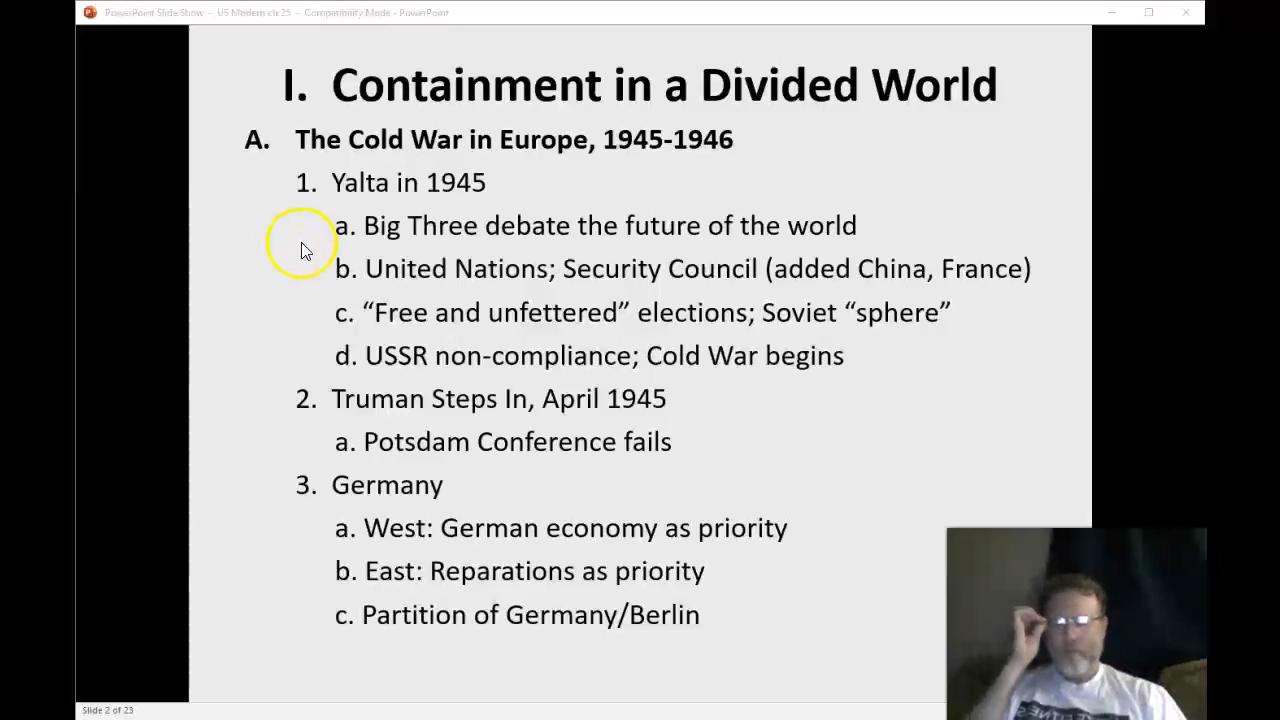 PowerPoint Slide Show - US Modern ch 25 - Compatibility Mode - PowerPoint
I. Containment in a Divided World
A. The Cold War in Europe, 1945-1946
1. Yalta in 1945
a. Big Three debate the future of the world
b. United Nations; Security Council (added China, France)
c. “Free and unfettered” elections; Soviet “sphere”
d. USSR non-compliance; Cold War begins
2. Truman Steps In, April 1945
a. Potsdam Conference fails
3. Germany
a. West: German economy as priority
b. East: Reparations as priority
c. Partition of Germany/Berlin
Slide 2 of 23